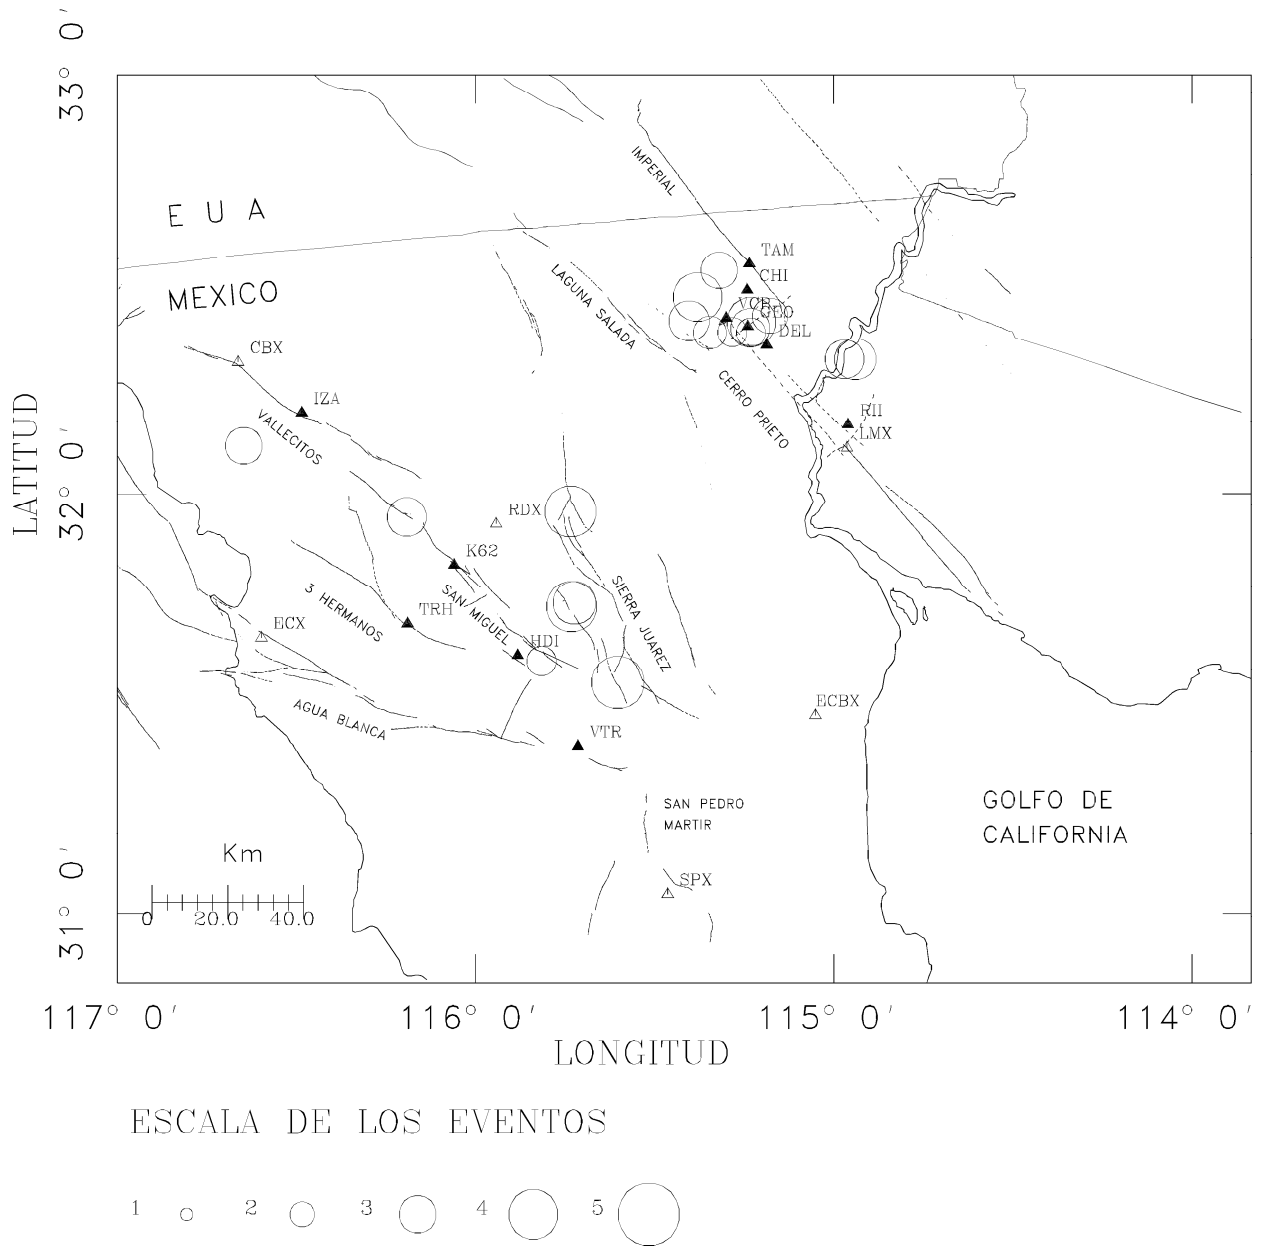 33° 0′
IMPERIAL
E U A
TAM
LAGUNA SALADA
CHI
MEXICO
VCB
GEO
DEL
CBX
CERRO PRIETO
IZA
RII
VALLECITOS
LMX
LATITUD
32° 0′
RDX
K62
SIERRA JUAREZ
3 HERMANOS
TRH
SAN MIGUEL
ECX
HDI
ECBX
AGUA BLANCA
VTR
SAN PEDRO
MARTIR
GOLFO DE
CALIFORNIA
Km
SPX
0 20.0 40.0
31° 0′
117° 0′ 116° 0′ 115° 0′ 114° 0′
LONGITUD
ESCALA DE LOS EVENTOS
1 2 3 4 5